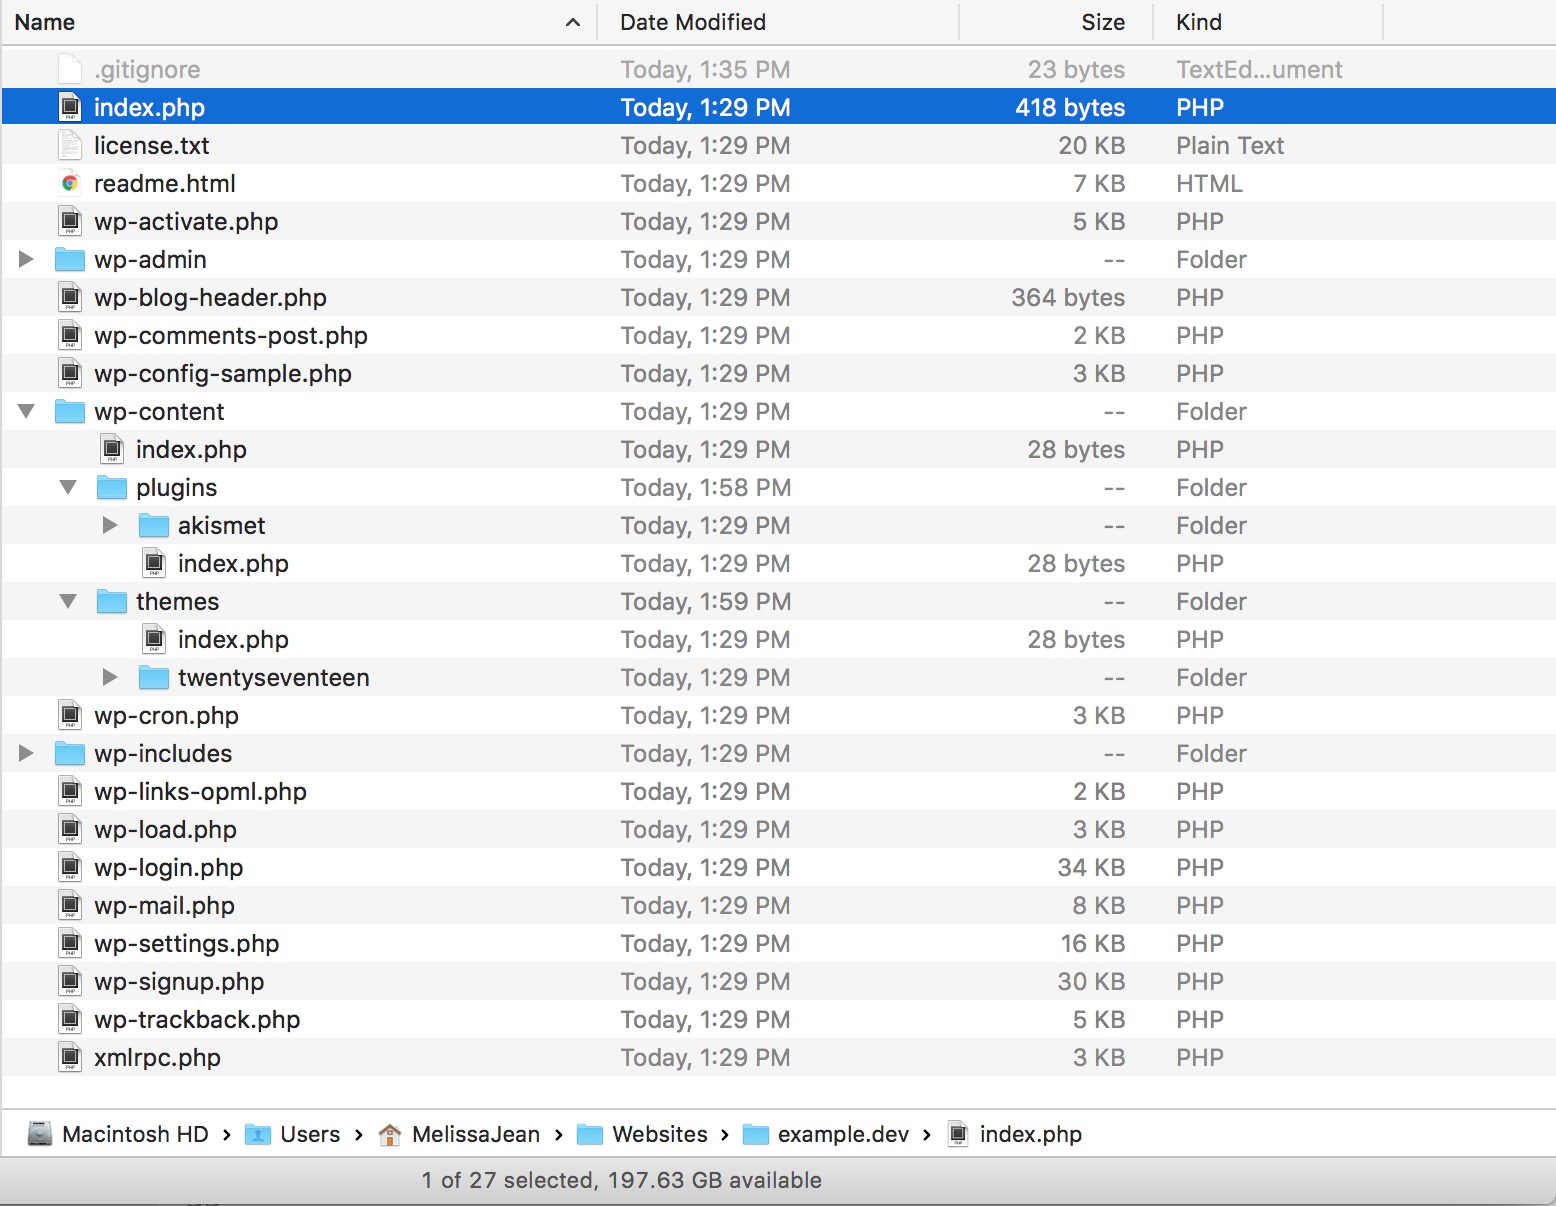 Name Date Modified Size Kind
.gitignore Today, 1:35 PM 23 bytes TextEd...ument
index.php Today, 1:29 PM 418 bytes PHP
license.txt Today, 1:29 PM 20 KB Plain Text
readme.html Today, 1:29 PM 7 KB HTML
wp-activate.php Today, 1:29 PM 5 KB PHP
wp-admin Today, 1:29 PM -- Folder
wp-blog-header.php Today, 1:29 PM 364 bytes PHP
wp-comments-post.php Today, 1:29 PM 2 KB PHP
wp-config-sample.php Today, 1:29 PM 3 KB PHP
wp-content Today, 1:29 PM -- Folder
index.php Today, 1:29 PM 28 bytes PHP
plugins Today, 1:58 PM -- Folder
akismet Today, 1:29 PM -- Folder
index.php Today, 1:29 PM 28 bytes PHP
themes Today, 1:59 PM -- Folder
index.php Today, 1:29 PM 28 bytes PHP
twentyseventeen Today, 1:29 PM -- Folder
wp-cron.php Today, 1:29 PM 3 KB PHP
wp-includes Today, 1:29 PM -- Folder
wp-links-opml.php Today, 1:29 PM 2 KB PHP
wp-load.php Today, 1:29 PM 3 KB PHP
wp-login.php Today, 1:29 PM 34 KB PHP
wp-mail.php Today, 1:29 PM 8 KB PHP
wp-settings.php Today, 1:29 PM 16 KB PHP
wp-signup.php Today, 1:29 PM 30 KB PHP
wp-trackback.php Today, 1:29 PM 5 KB PHP
xmlrpc.php Today, 1:29 PM 3 KB PHP
Macintosh HD › Users › MelissaJean › Websites › example.dev › index.php
1 of 27 selected, 197.63 GB available